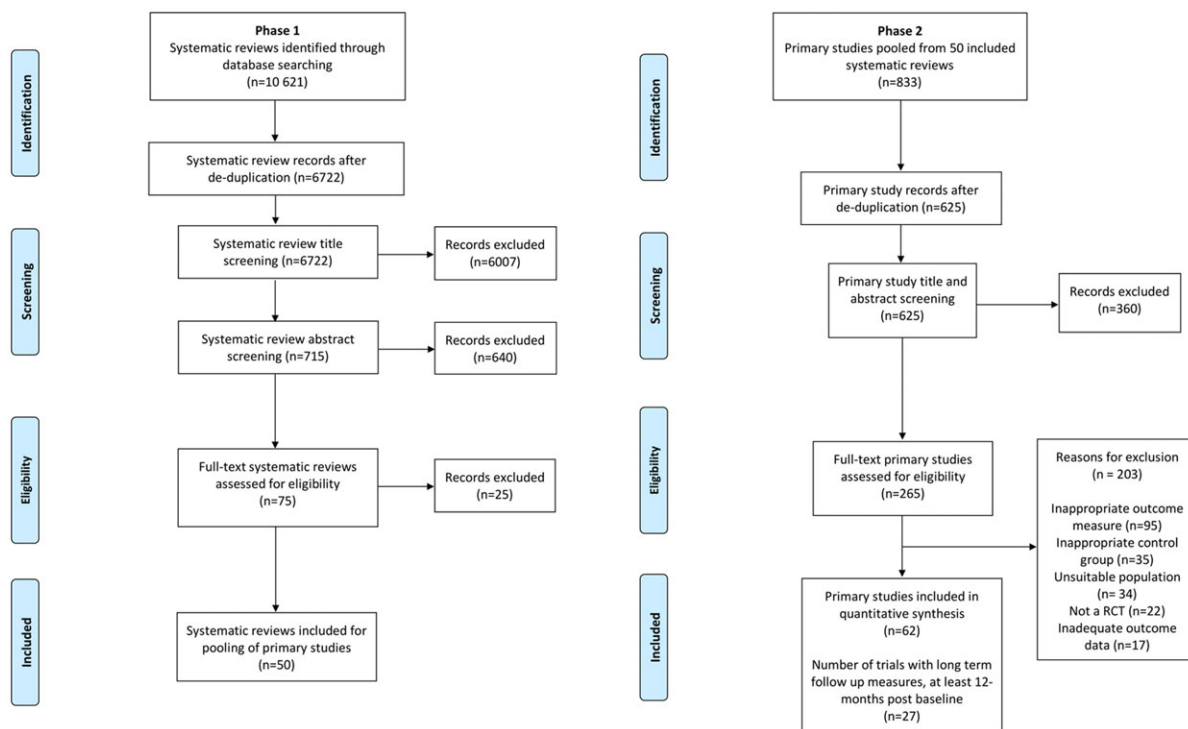 Phase 1
Systematic reviews identified through
database searching
(n=10 621)
Identification
Systematic review records after
de-duplication (n=6722)
Systematic review title
screening (n=6722)
Records excluded
(n=6007)
Screening
Systematic review abstract
screening (n=715)
Records excluded
(n=640)
Full-text systematic reviews
assessed for eligibility
(n=75)
Records excluded
(n=25)
Eligibility
Systematic reviews included for
pooling of primary studies
(n=50)
Included
Phase 2
Primary studies pooled from 50 included
systematic reviews
(n=833)
Identification
Primary study records after
de-duplication (n=625)
Primary study title and
abstract screening
(n=625)
Records excluded
(n=360)
Screening
Full-text primary studies
assessed for eligibility
(n=265)
Eligibility
Reasons for exclusion
(n = 203)
Inappropriate outcome
measure (n=95)
Inappropriate control
group (n=35)
Unsuitable population
(n= 34)
Not a RCT (n=22)
Inadequate outcome
data (n=17)
Primary studies included in
quantitative synthesis
(n=62)
Number of trials with long term
follow up measures, at least 12-
months post baseline
(n=27)
Included